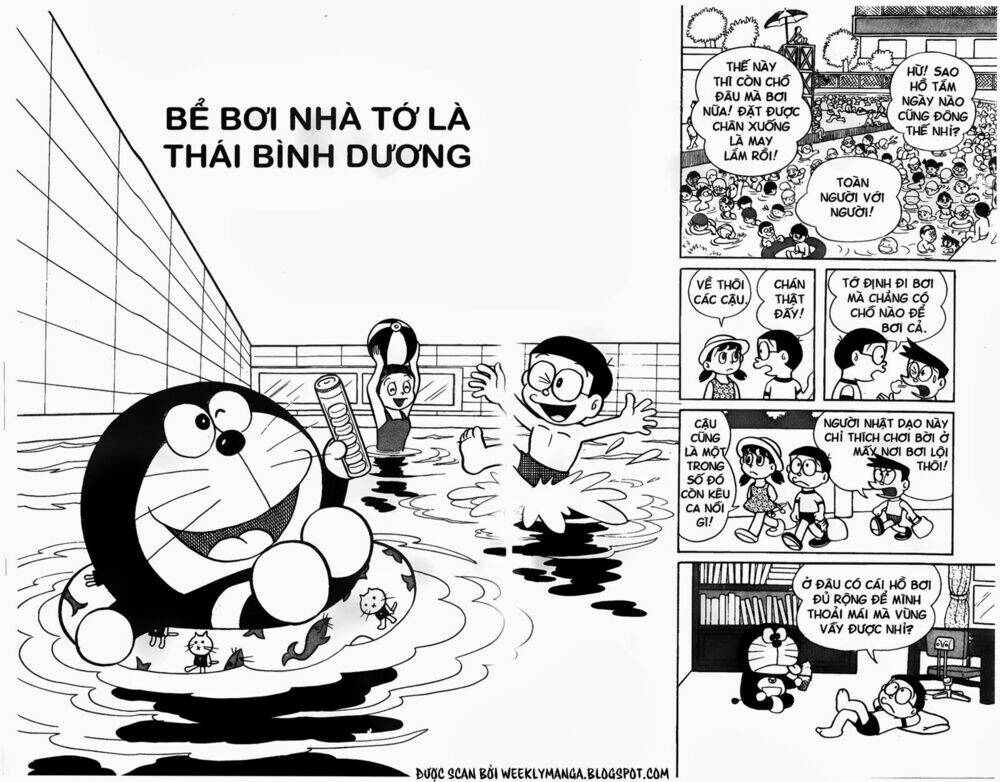 BỂ BƠI NHÀ TỚ LÀ
THÁI BÌNH DƯƠNG
THẾ NÀY
THÌ CÒN CHỖ
ĐÂU MÀ BƠI
NỮA! ĐẶT ĐƯỢC
CHÂN XUỐNG
LÀ MAY
LẮM RỒI!
HỪ! SAO
HỒ TẮM
NGÀY NÀO
CŨNG ĐÔNG
THẾ NHỈ?
TOÀN
NGƯỜI VỚI
NGƯỜI!
VỀ THÔI
CÁC CẬU.
CHÁN
THẬT
ĐẤY!
TỚ ĐỊNH ĐI BƠI
MÀ CHẲNG CÓ
CHỖ NÀO ĐỂ
BƠI CẢ.
CẬU
CŨNG
LÀ MỘT
TRONG
SỐ ĐÓ
CÒN KÊU
CA NỖI
GÌ!
NGƯỜI NHẬT DẠO NÀY
CHỈ THÍCH CHƠI BỜI Ở
MẤY NƠI BƠI LỘI
THÔI!
Ở ĐÂU CÓ CÁI HỒ BƠI
ĐỦ RỘNG ĐỂ MÌNH
THOẢI MÁI MÀ VÙNG
VẪY ĐƯỢC NHỈ?
ĐƯỢC SCAN BỞI WEEKLYMANGA.BLOGSPOT.COM